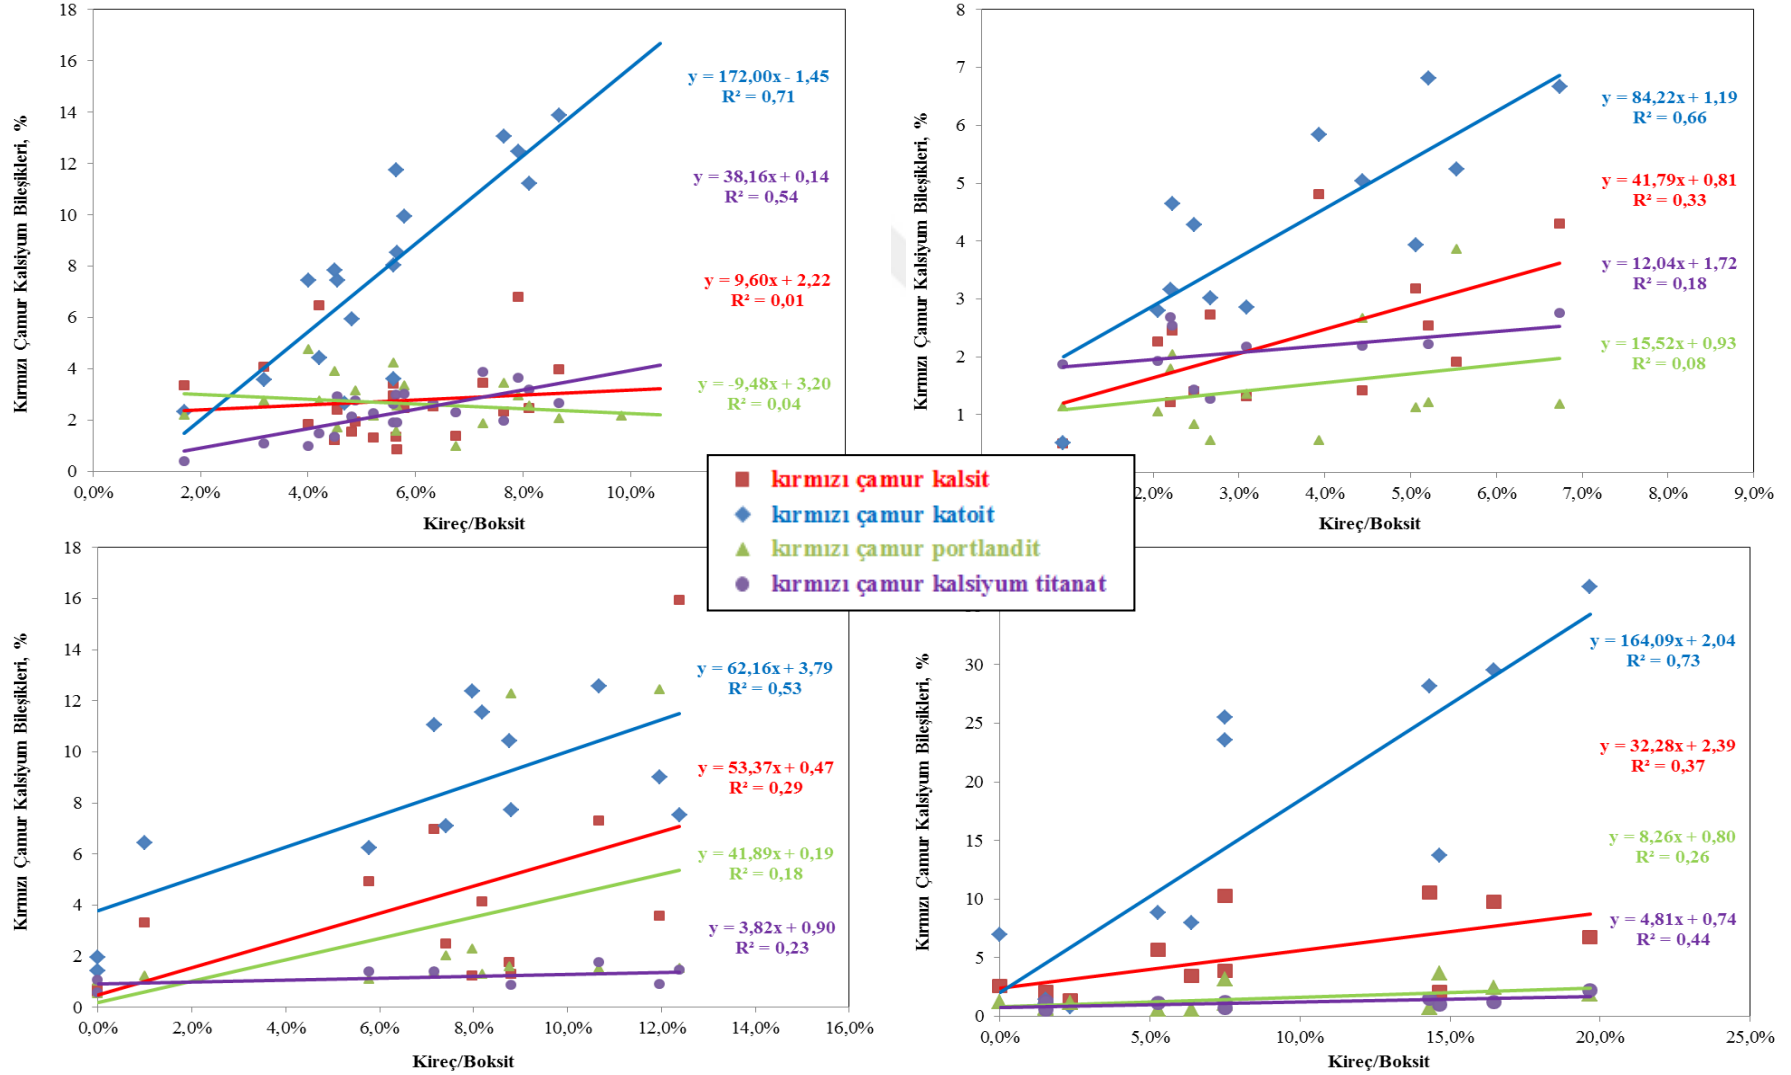 18
16
14
12
10
8
6
4
2
0
0,0%
2,0%
4,0%
6,0%
8,0%
10,0%
Kırmızı Çamur Kalsiyum Bileşikleri, %
Kireç/Boksit
y = 172,00x - 1,45
R² = 0,71
y = 38,16x + 0,14
R² = 0,54
y = 9,60x + 2,22
R² = 0,01
y = -9,48x + 3,20
R² = 0,04
8
7
6
5
4
3
2
1
2,0%
3,0%
4,0%
5,0%
6,0%
7,0%
8,0%
9,0%
Kırmızı Çamur Kalsiyum Bileşikleri, %
Kireç/Boksit
y = 84,22x + 1,19
R² = 0,66
y = 41,79x + 0,81
R² = 0,33
y = 12,04x + 1,72
R² = 0,18
y = 15,52x + 0,93
R² = 0,08
kırmızı çamur kalsit
kırmızı çamur katoit
kırmızı çamur portlandit
kırmızı çamur kalsiyum titanat
18
16
14
12
10
8
6
4
2
0
0,0%
2,0%
4,0%
6,0%
8,0%
10,0%
12,0%
14,0%
16,0%
Kırmızı Çamur Kalsiyum Bileşikleri, %
Kireç/Boksit
y = 62,16x + 3,79
R² = 0,53
y = 53,37x + 0,47
R² = 0,29
y = 41,89x + 0,19
R² = 0,18
y = 3,82x + 0,90
R² = 0,23
30
25
20
15
10
5
0
0,0%
5,0%
10,0%
15,0%
20,0%
25,0%
Kırmızı Çamur Kalsiyum Bileşikleri, %
Kireç/Boksit
y = 164,09x + 2,04
R² = 0,73
y = 32,28x + 2,39
R² = 0,37
y = 8,26x + 0,80
R² = 0,26
y = 4,81x + 0,74
R² = 0,44